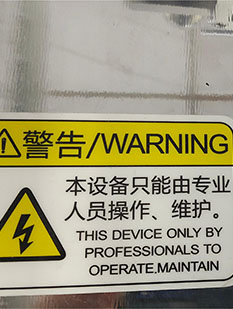 警告/WARNING
本设备只能由专业
人员操作、维护。
THIS DEVICE ONLY BY
PROFESSIONALS TO
OPERATE,MAINTAIN